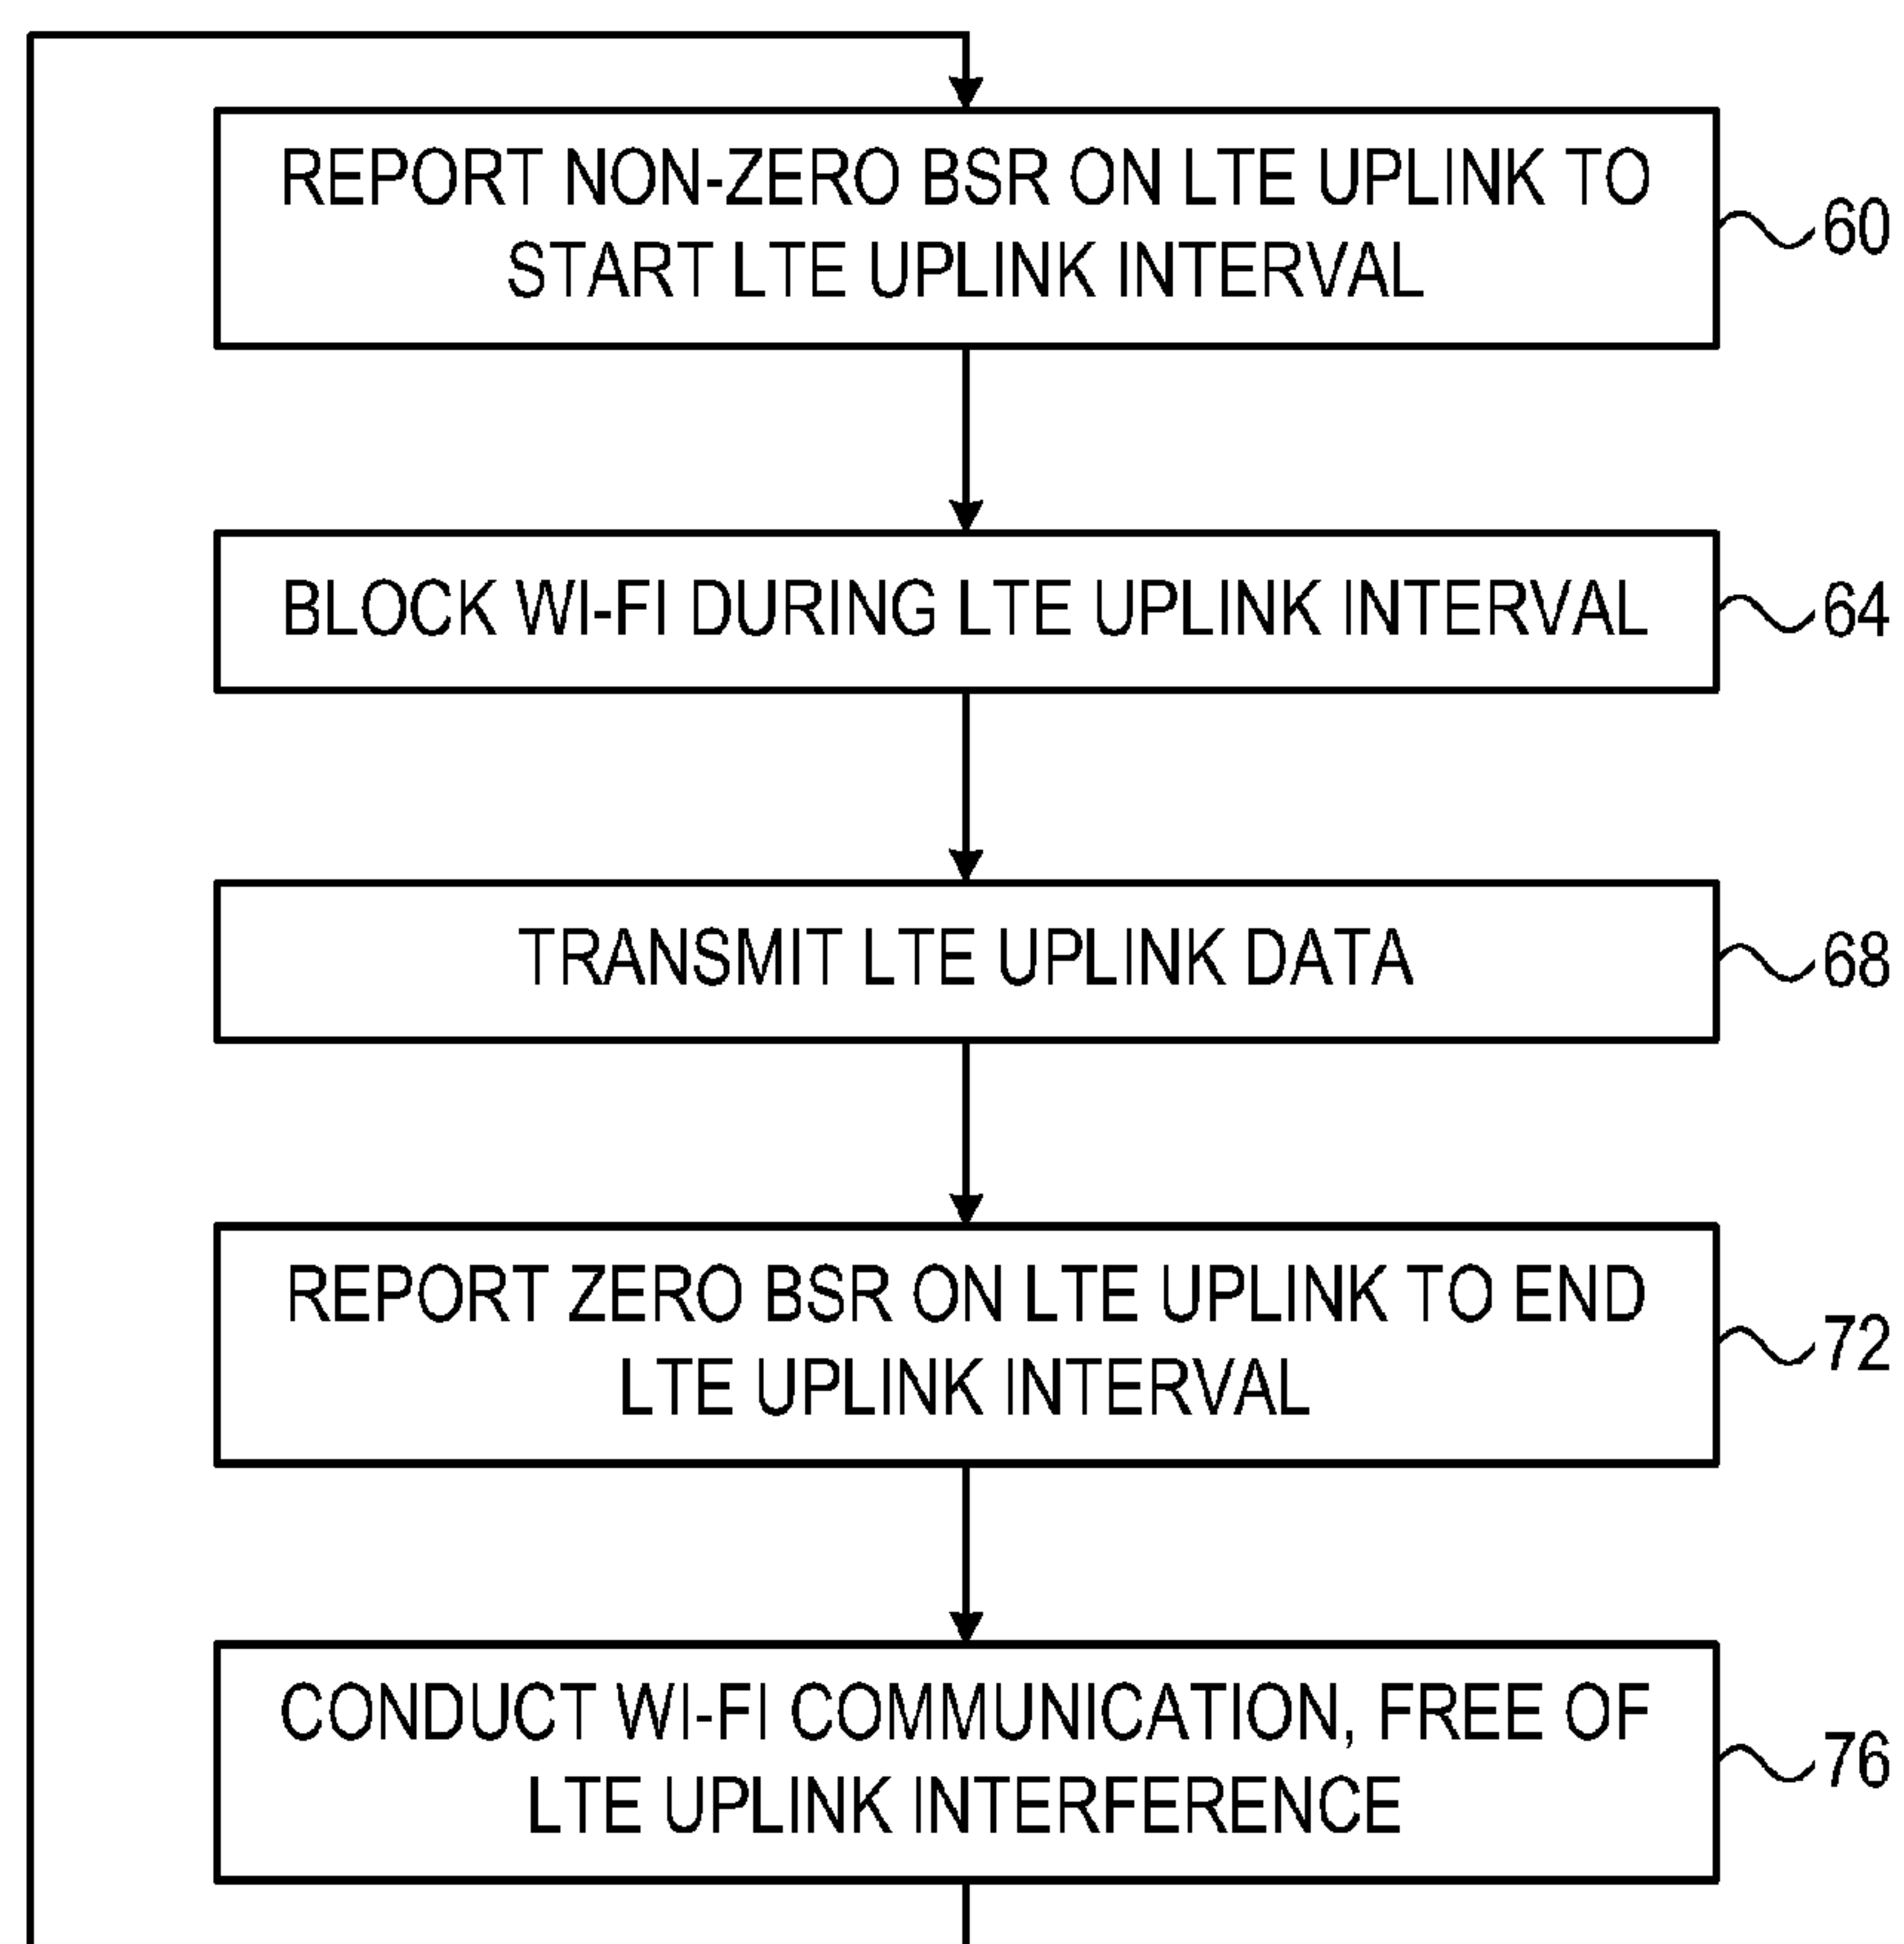 REPORT NON-ZERO BSR ON LTE UPLINK TO
START LTE UPLINK INTERVAL
60
BLOCK WI-FI DURING LTE UPLINK INTERVAL
64
TRANSMIT LTE UPLINK DATA
68
REPORT ZERO BSR ON LTE UPLINK TO END
LTE UPLINK INTERVAL
72
CONDUCT WI-FI COMMUNICATION, FREE OF
LTE UPLINK INTERFERENCE
76